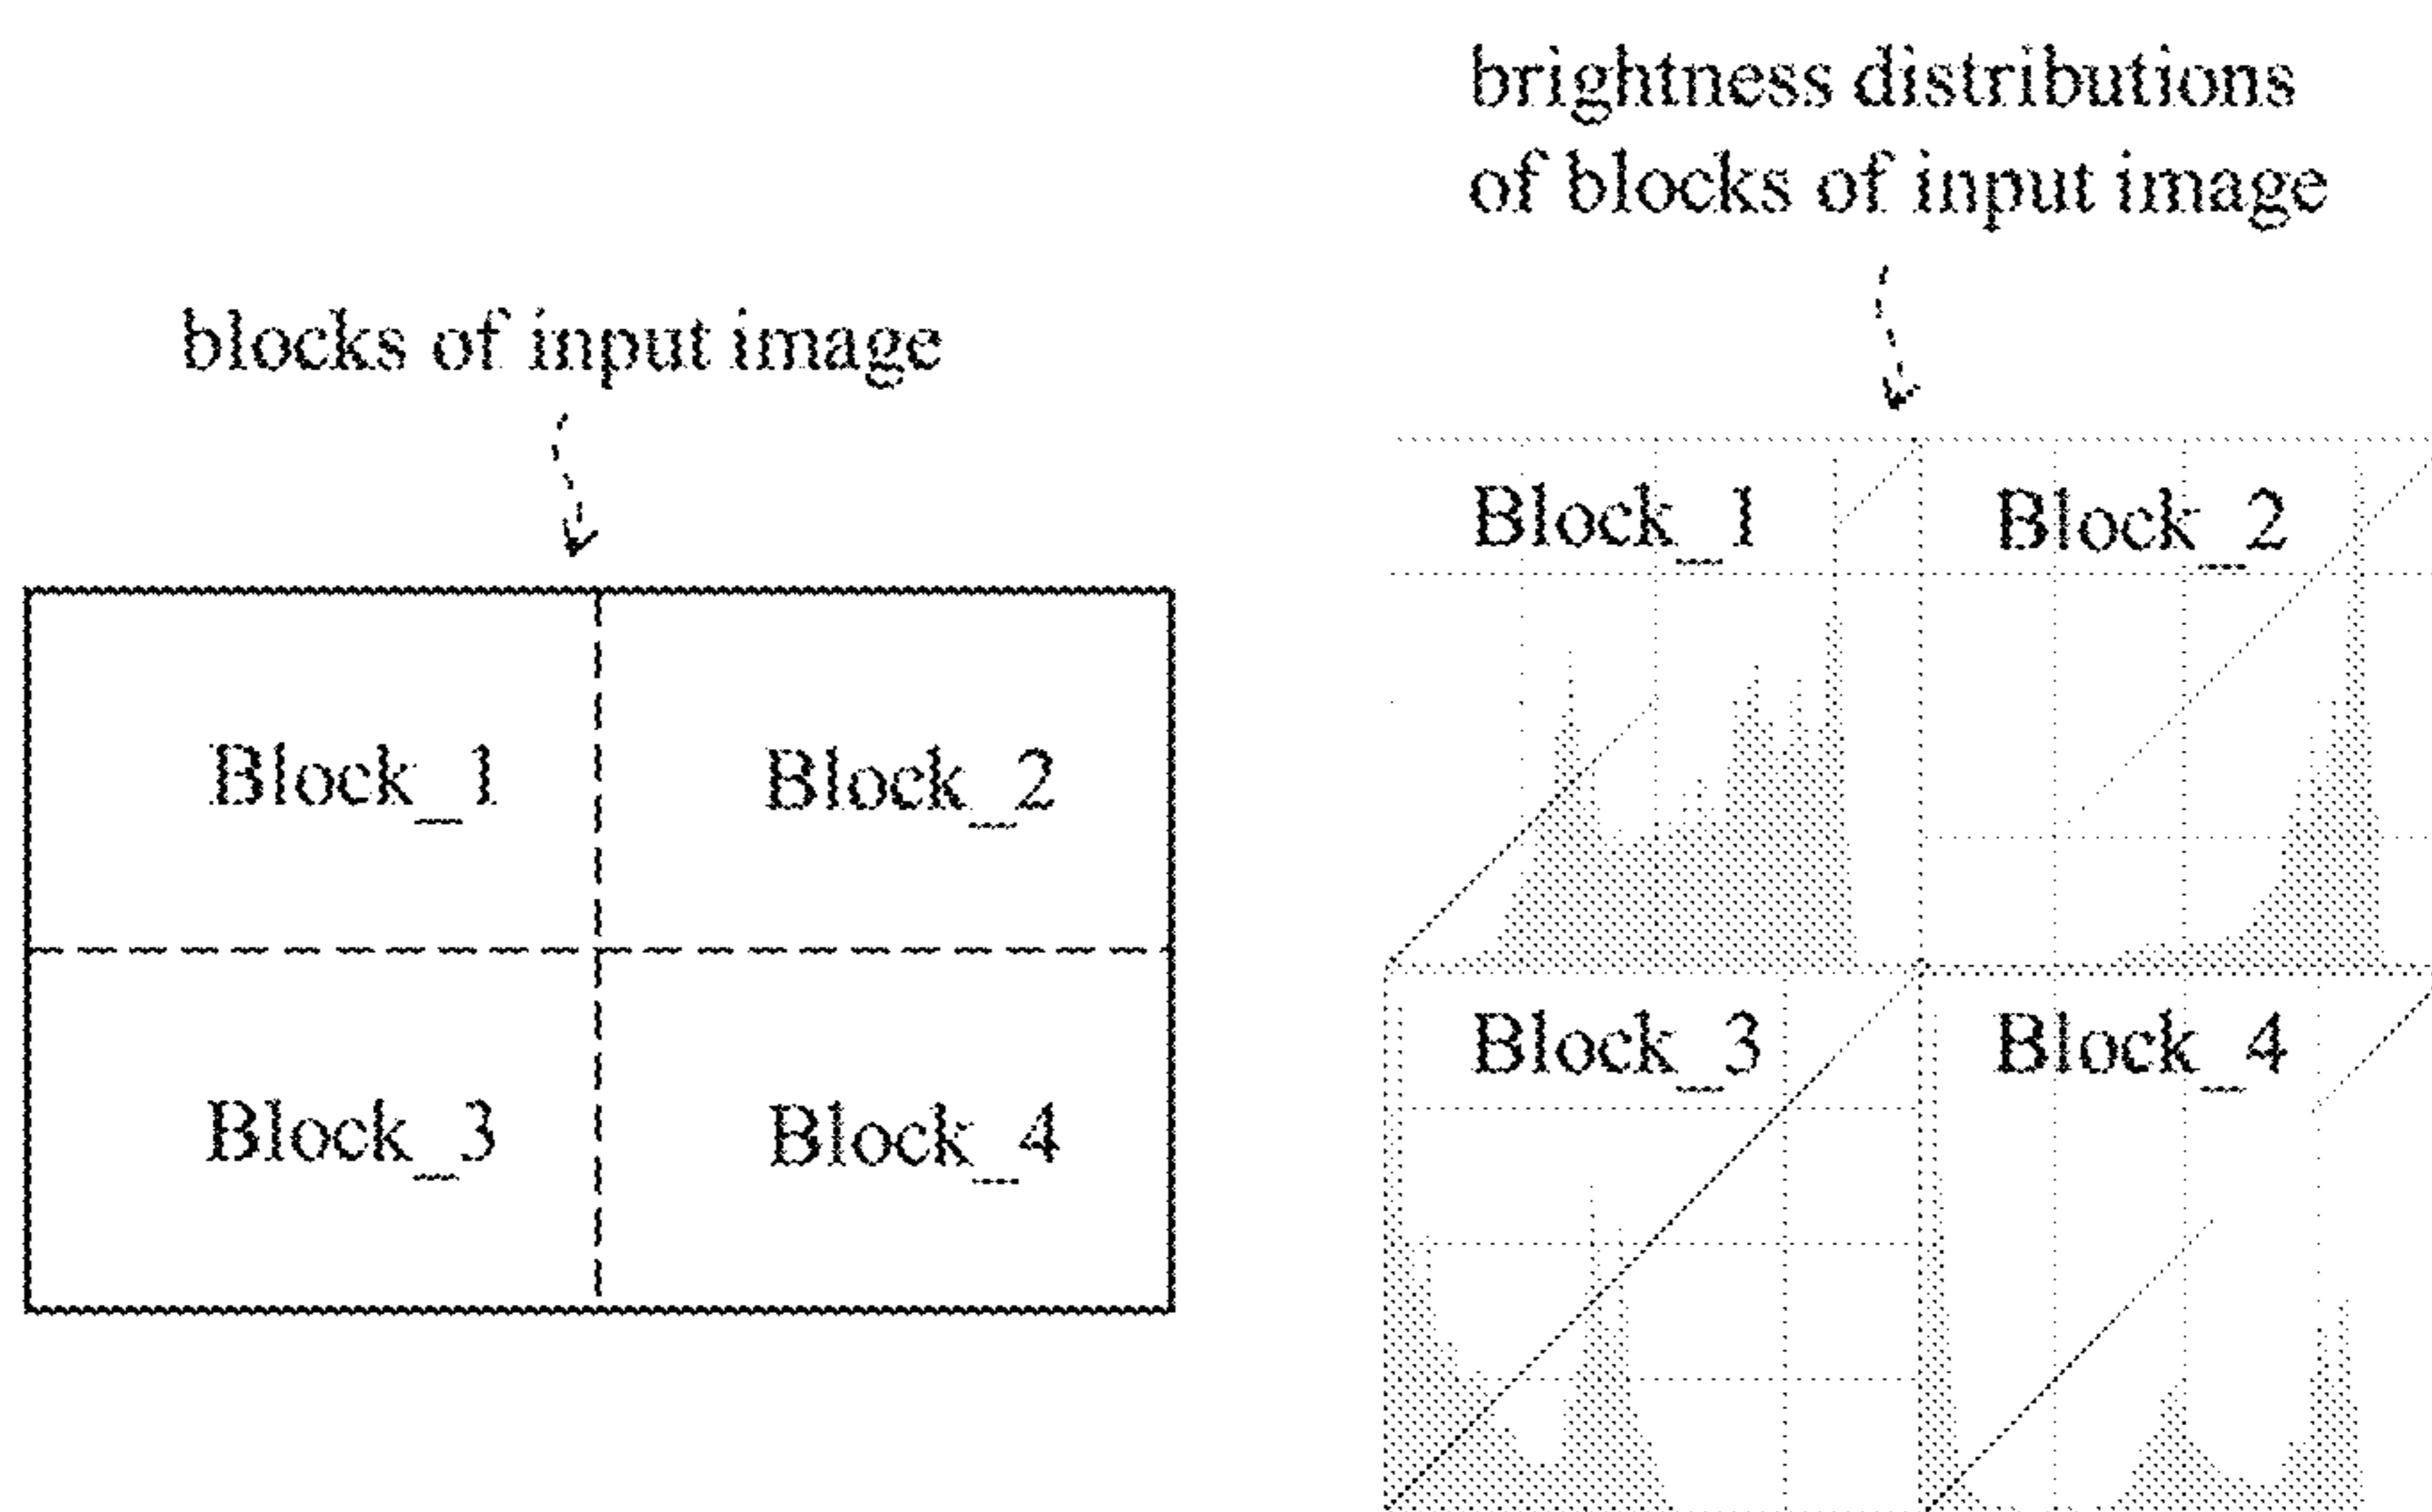 brightness distributions
of blocks of input image
blocks of input image
Block_1
Block_2
Block_3
Block_4
Block_1
Block_2
Block_3
Block_4